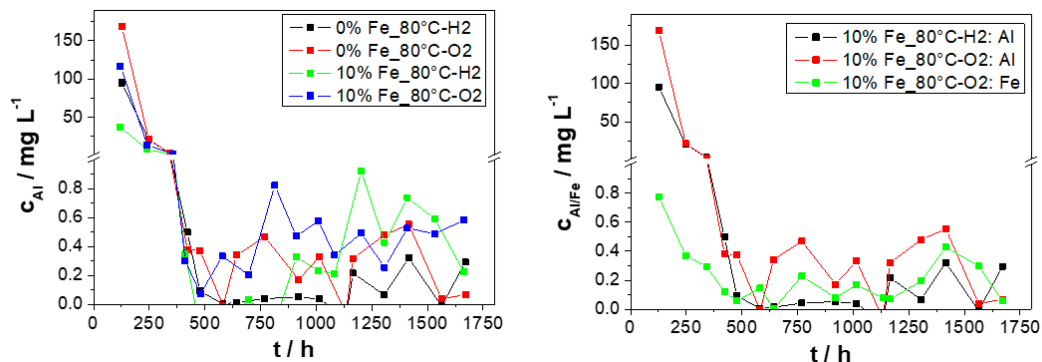 150
100
50
0.8
0.6
0.4
0.2
0.0
c_Al / mg L^-1
0% Fe_80°C-H2
0% Fe_80°C-O2
10% Fe_80°C-H2
10% Fe_80°C-O2
0 250 500 750 1000 1250 1500 1750
t / h
150
100
50
0.8
0.6
0.4
0.2
0.0
c_Al/Fe / mg L^-1
10% Fe_80°C-H2: Al
10% Fe_80°C-O2: Al
10% Fe_80°C-O2: Fe
0 250 500 750 1000 1250 1500 1750
t / h